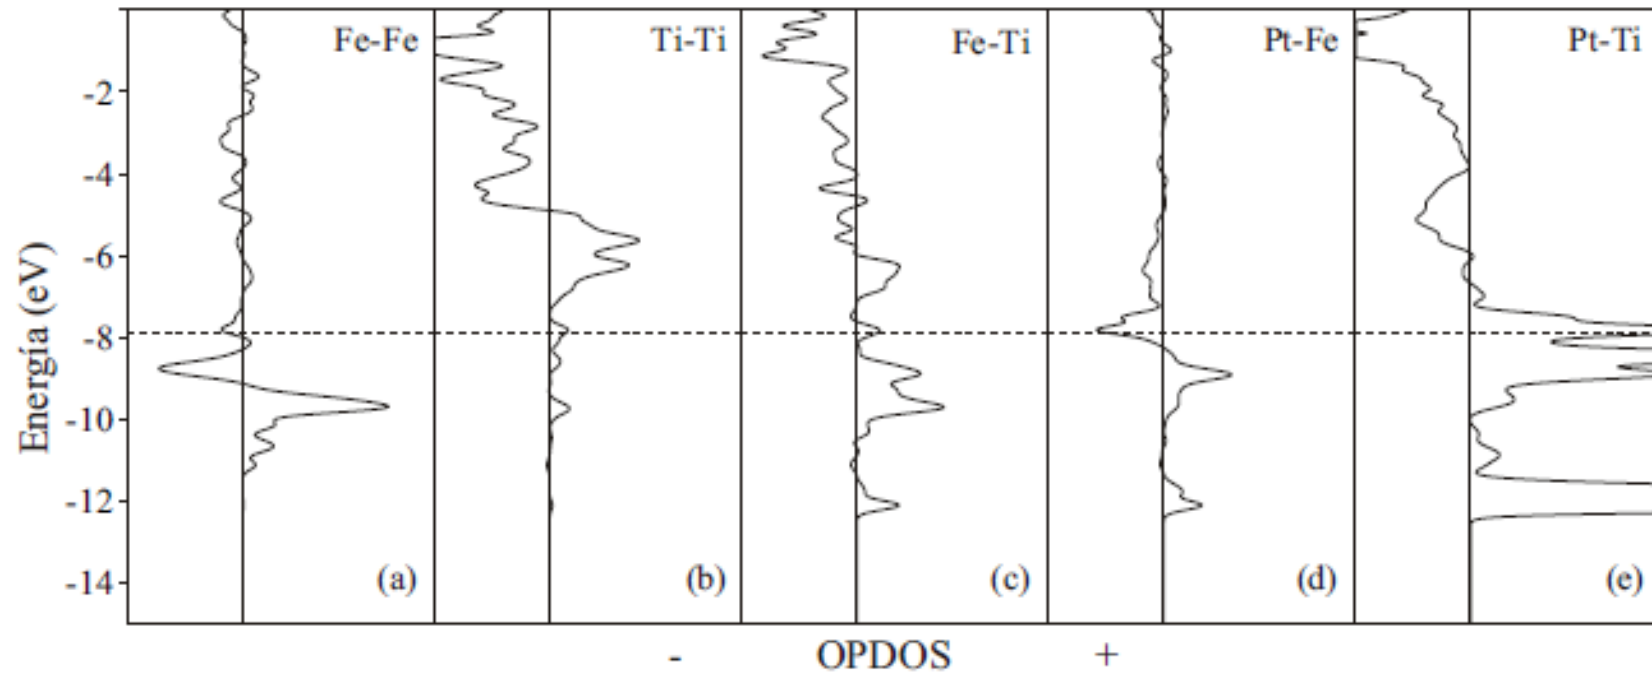 Fe-Fe Ti-Ti Fe-Ti Pt-Fe Pt-Ti
-2
-4
-6
-8
-10
-12
-14
Energía (eV)
(a) (b) (c) (d) (e)
- OPDOS +